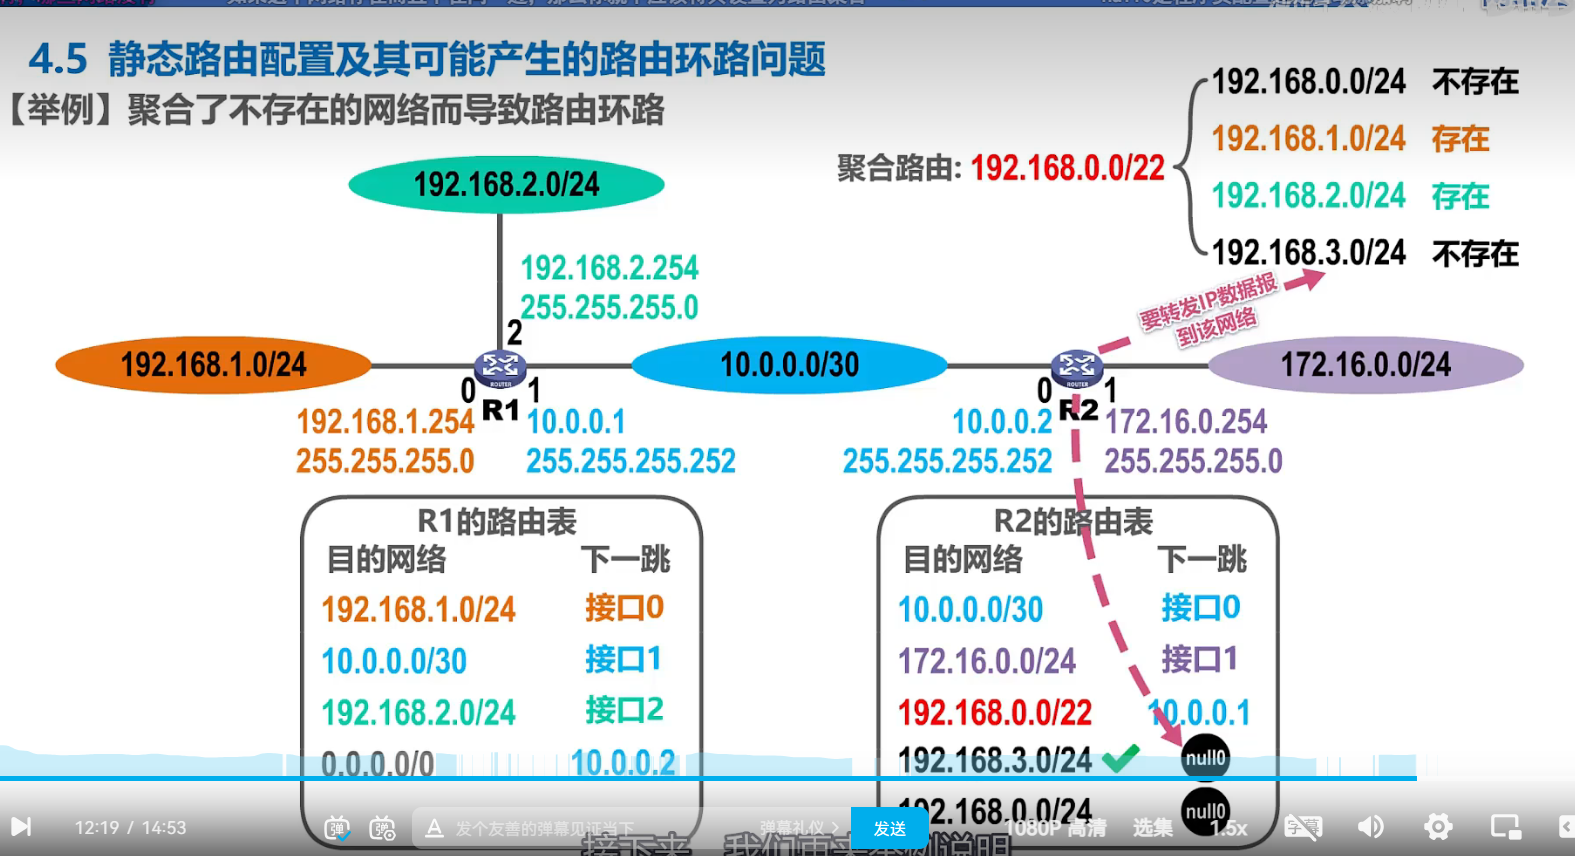 4.5 静态路由配置及其可能产生的路由环路问题
【举例】聚合了不存在的网络而导致路由环路
聚合路由: 192.168.0.0/22
192.168.0.0/24 不存在
192.168.1.0/24 存在
192.168.2.0/24 存在
192.168.3.0/24 不存在
要转发IP数据报
到该网络
192.168.2.0/24
192.168.2.254
255.255.255.0
2
192.168.1.0/24
ROUTER
10.0.0.0/30
ROUTER
172.16.0.0/24
0 R1 1
192.168.1.254
255.255.255.0
10.0.0.1
255.255.255.252
0 R2 1
10.0.0.2
255.255.255.252
172.16.0.254
255.255.255.0
R1的路由表
目的网络 下一跳
192.168.1.0/24 接口0
10.0.0.0/30 接口1
192.168.2.0/24 接口2
0.0.0.0/0 10.0.0.2
R2的路由表
目的网络 下一跳
10.0.0.0/30 接口0
172.16.0.0/24 接口1
192.168.0.0/22 10.0.0.1
192.168.3.0/24 null0
192.168.0.0/24 null0
12:19 / 14:53
弹
弹
A 发个友善的弹幕见证当下
弹幕礼仪 >
发送
1080P 高清
选集
1.5x
字幕
接下来，我们再来举例说明